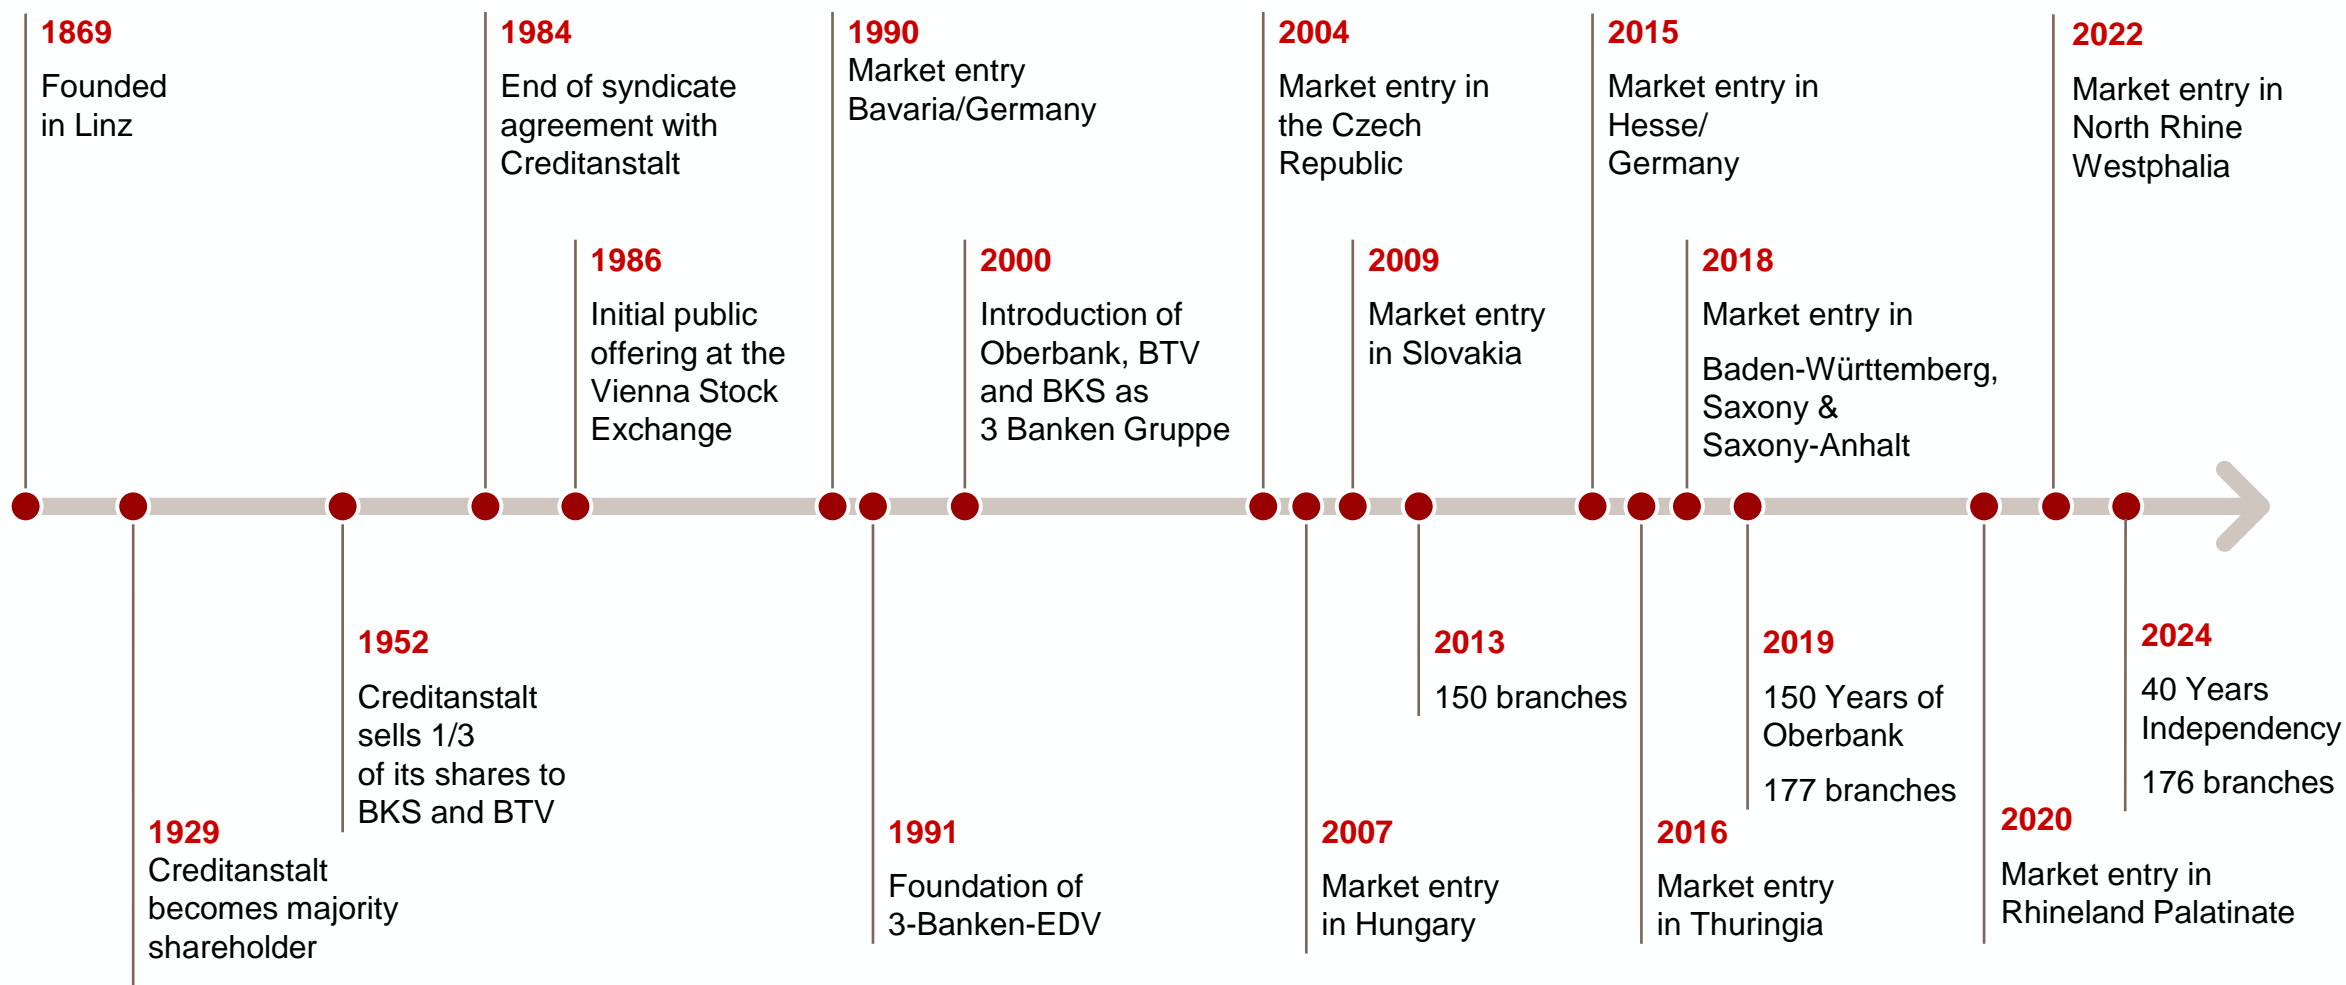 1869
Founded
in Linz
1984
End of syndicate
agreement with
Creditanstalt
1990
Market entry
Bavaria/Germany
2004
Market entry in
the Czech
Republic
2015
Market entry in
Hesse/
Germany
2022
Market entry in
North Rhine
Westphalia
1986
Initial public
offering at the
Vienna Stock
Exchange
2000
Introduction of
Oberbank, BTV
and BKS as
3 Banken Gruppe
2009
Market entry
in Slovakia
2018
Market entry in
Baden-Württemberg,
Saxony &
Saxony-Anhalt
1929
Creditanstalt
becomes majority
shareholder
1952
Creditanstalt
sells 1/3
of its shares to
BKS and BTV
1991
Foundation of
3-Banken-EDV
2007
Market entry
in Hungary
2013
150 branches
2016
Market entry
in Thuringia
2019
150 Years of
Oberbank
177 branches
2020
Market entry in
Rhineland Palatinate
2024
40 Years
Independency
176 branches